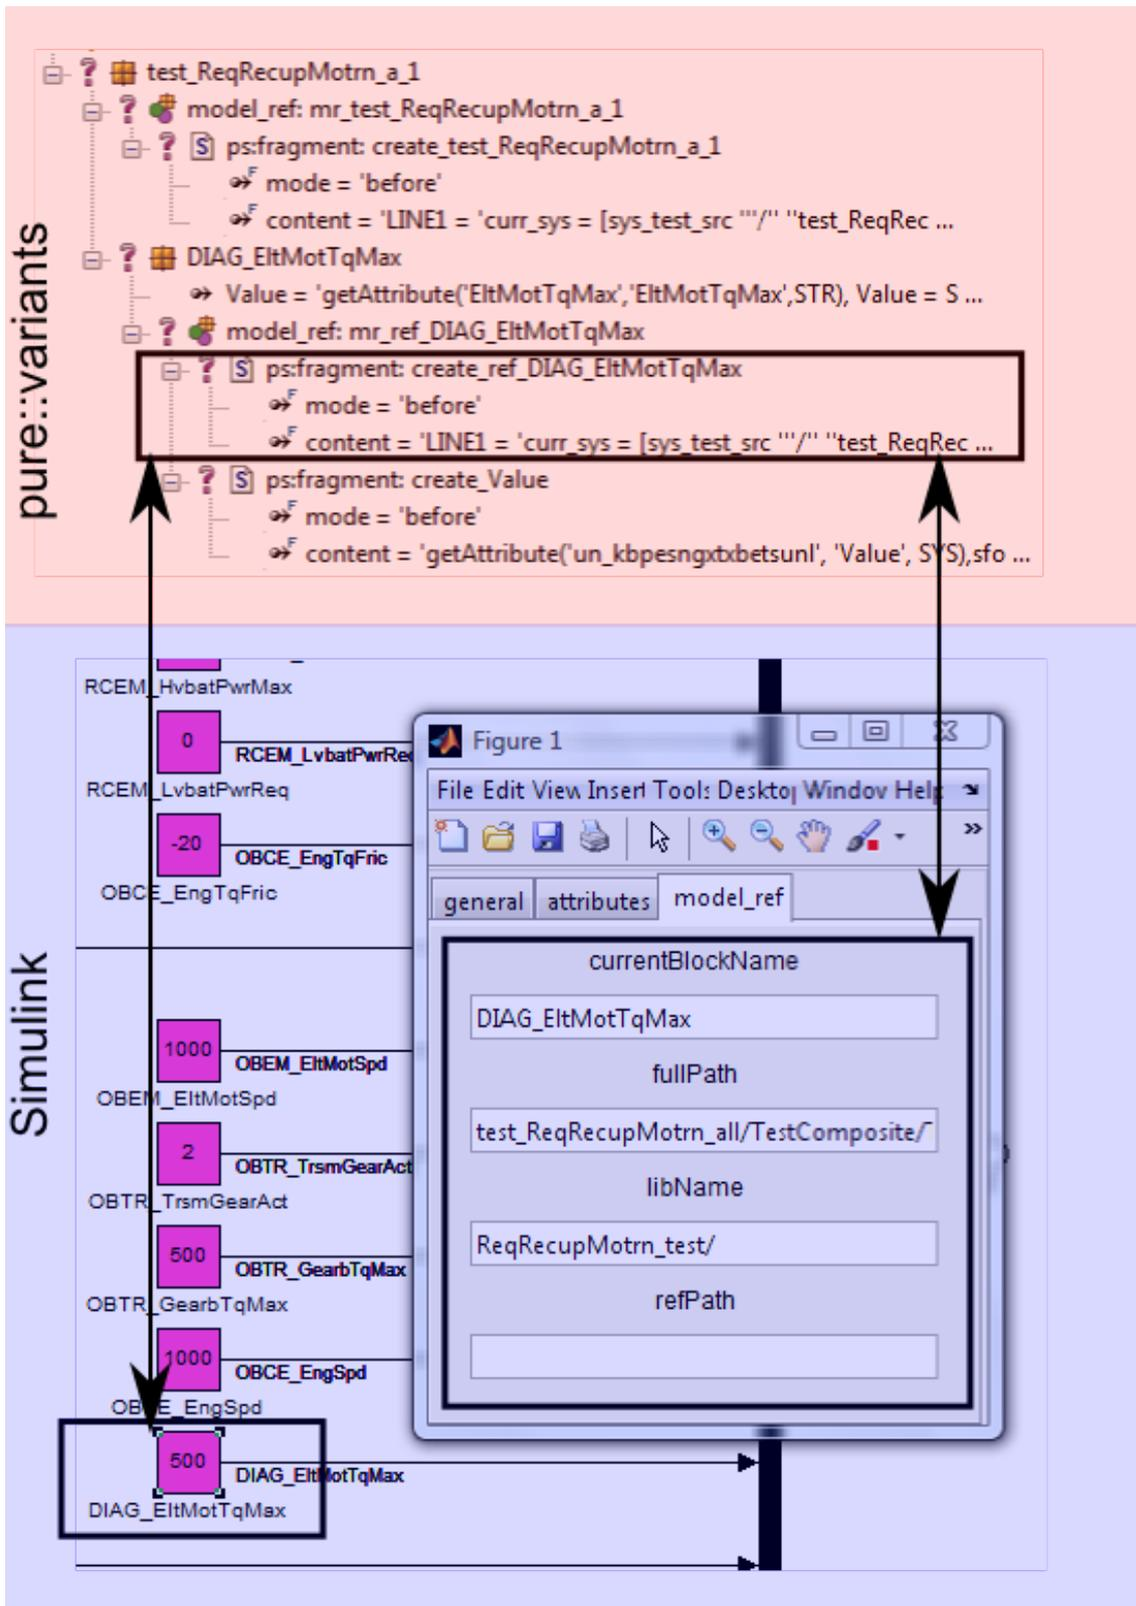 pure::variants
test_ReqRecupMotrn_a_1
model_ref: mr_test_ReqRecupMotrn_a_1
ps:fragment: create_test_ReqRecupMotrn_a_1
mode = 'before'
content = 'LINE1 = 'curr_sys = [sys_test_src '''/'' ''test_ReqRec ...
DIAG_EltMotTqMax
Value = 'getAttribute('EltMotTqMax','EltMotTqMax',STR), Value = S ...
model_ref: mr_ref_DIAG_EltMotTqMax
ps:fragment: create_ref_DIAG_EltMotTqMax
mode = 'before'
content = 'LINE1 = 'curr_sys = [sys_test_src '''/'' ''test_ReqRec ...
ps:fragment: create_Value
mode = 'before'
content = 'getAttribute('un_kbpesngxtxbetsunl', 'Value', SYS),sfo ...
Simulink
RCEM_HvbatPwrMax
0
RCEM_LvbatPwrReq
RCEM_LvbatPwrReq
-20
OBCE_EngTqFric
OBCE_EngTqFric
1000
OBEM_EltMotSpd
OBEM_EltMotSpd
2
OBTR_TrsmGearAct
OBTR_TrsmGearAct
500
OBTR_GearbTqMax
OBTR_GearbTqMax
1000
OBCE_EngSpd
OBCE_EngSpd
500
DIAG_EltMotTqMax
DIAG_EltMotTqMax
Figure 1
File Edit View Insert Tools Desktop Window Help
general attributes model_ref
currentBlockName
DIAG_EltMotTqMax
fullPath
test_ReqRecupMotrn_all/TestComposite/
libName
ReqRecupMotrn_test/
refPath